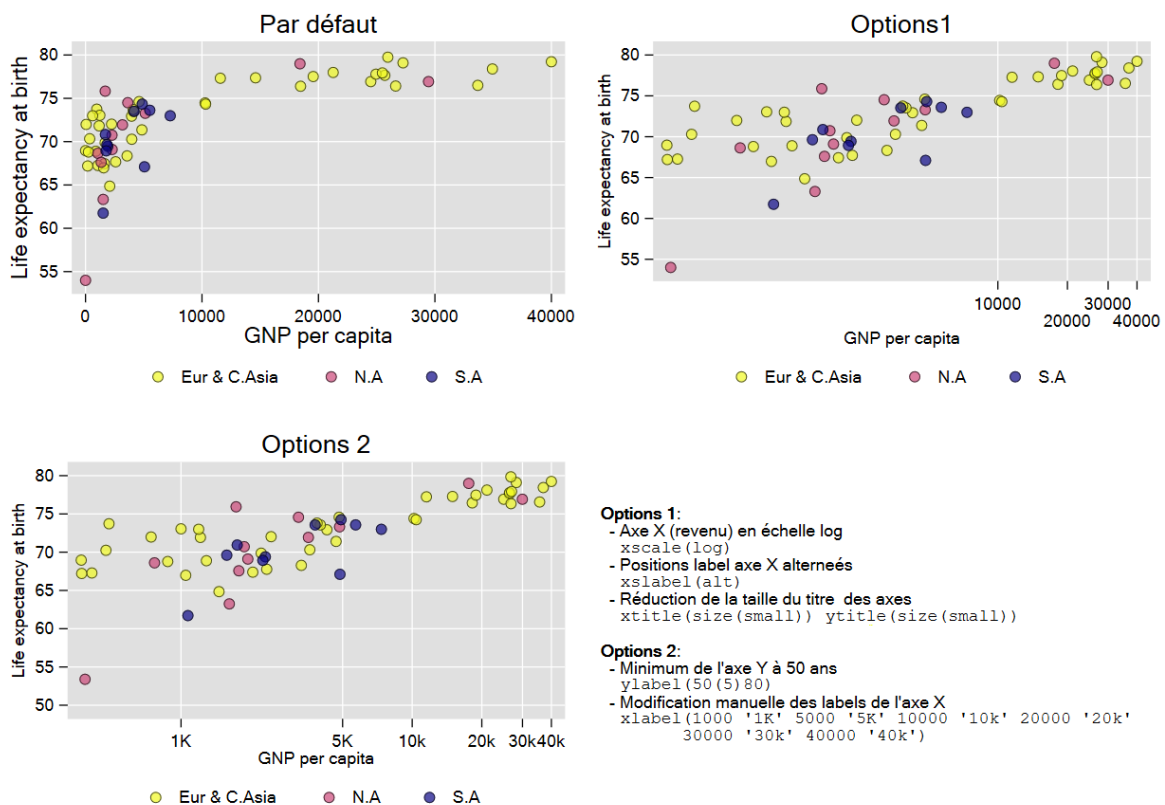 Par défaut
Life expectancy at birth
80
75
70
65
60
55
0 10000 20000 30000 40000
GNP per capita
Eur & C.Asia N.A S.A
Options1
Life expectancy at birth
80
75
70
65
60
55
10000 30000
20000 40000
GNP per capita
Eur & C.Asia N.A S.A
Options 2
Life expectancy at birth
80
75
70
65
60
55
50
1K 5K 10k 20k 30k 40k
GNP per capita
Eur & C.Asia N.A S.A
Options 1:
- Axe X (revenu) en échelle log
xscale(log)
- Positions label axe X alterneés
xslabel(alt)
- Réduction de la taille du titre des axes
xtitle(size(small)) ytitle(size(small))
Options 2:
- Minimum de l'axe Y à 50 ans
ylabel(50(5)80)
- Modification manuelle des labels de l'axe X
xlabel(1000 '1K' 5000 '5K' 10000 '10k' 20000 '20k'
30000 '30k' 40000 '40k')